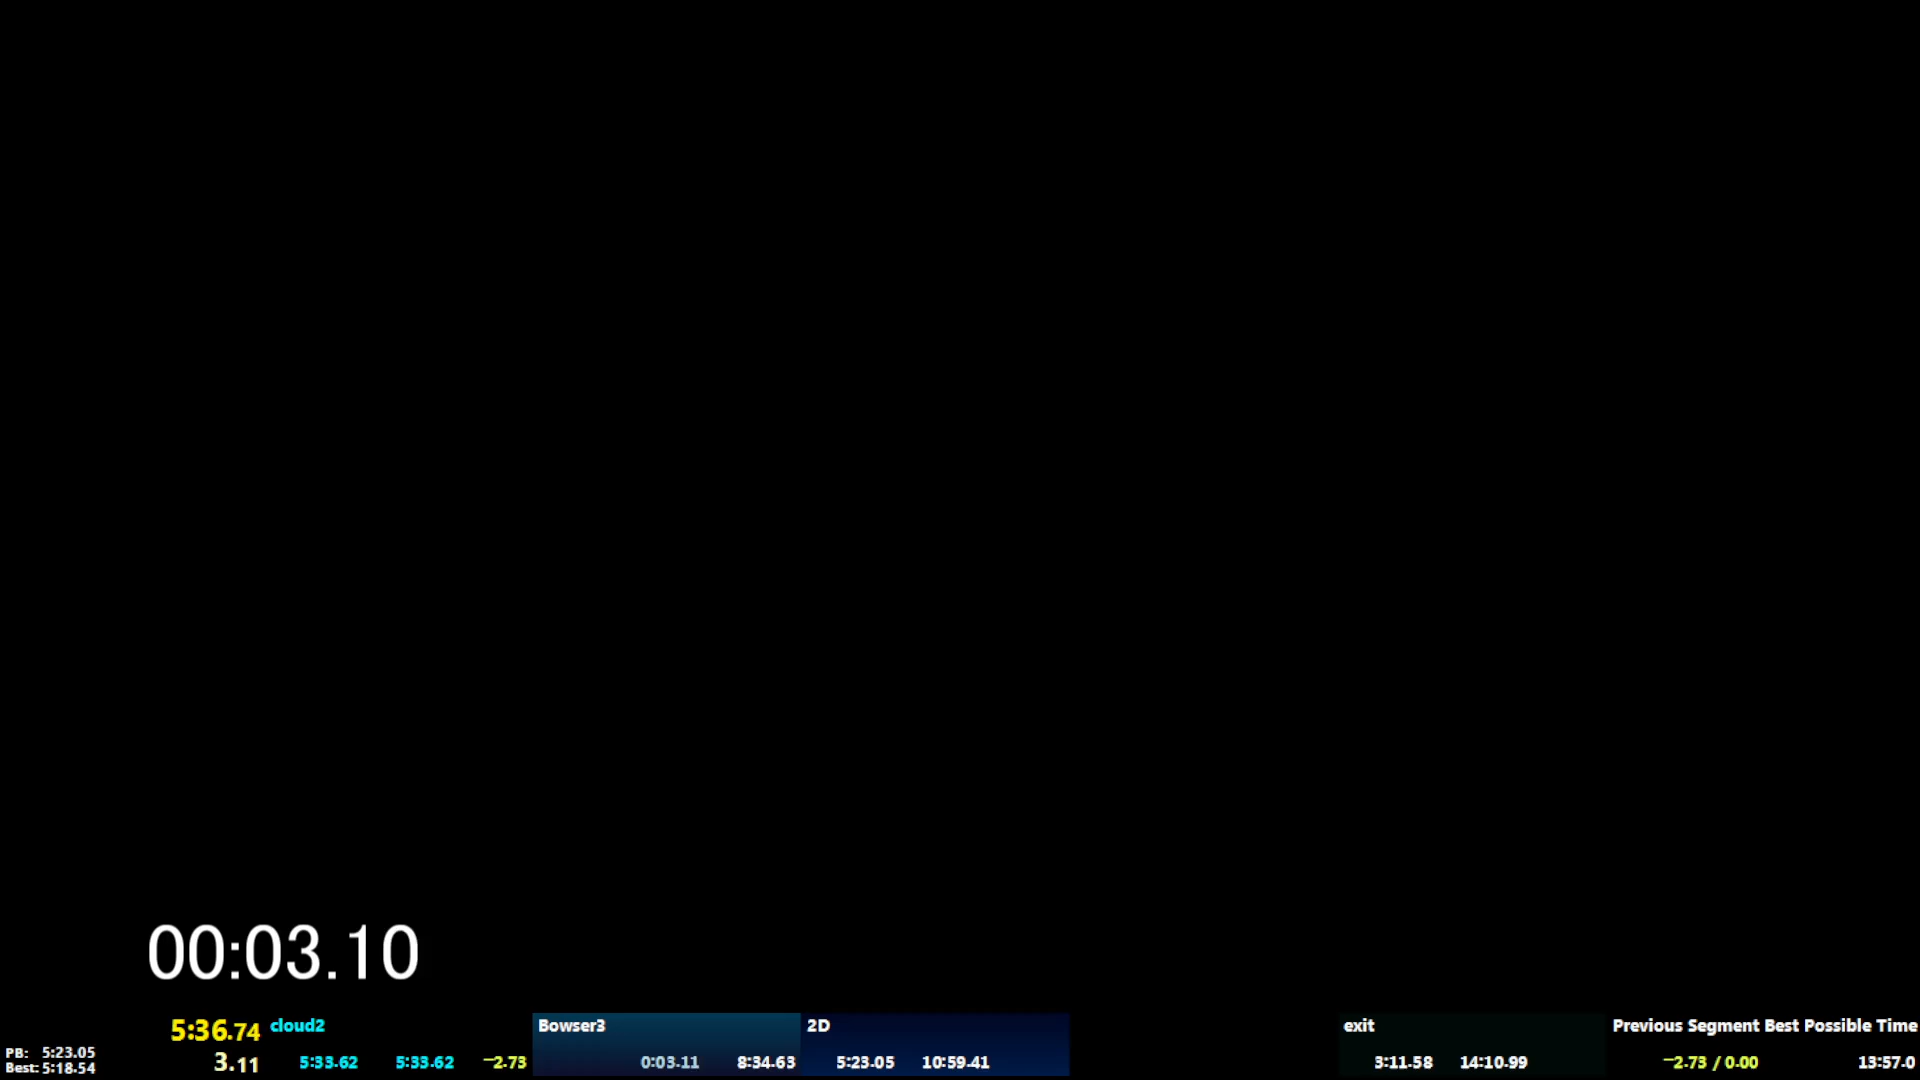 00:03.10
5:36.74 cloud2 Bowser3 2D exit Previous Segment Best Possible Time
PB: 5:23.05
Best: 5:18.54
3.11 5:33.62 5:33.62 −2.73 0:03.11 8:34.63 5:23.05 10:59.41 3:11.58 14:10.99 −2.73 / 0.00 13:57.0